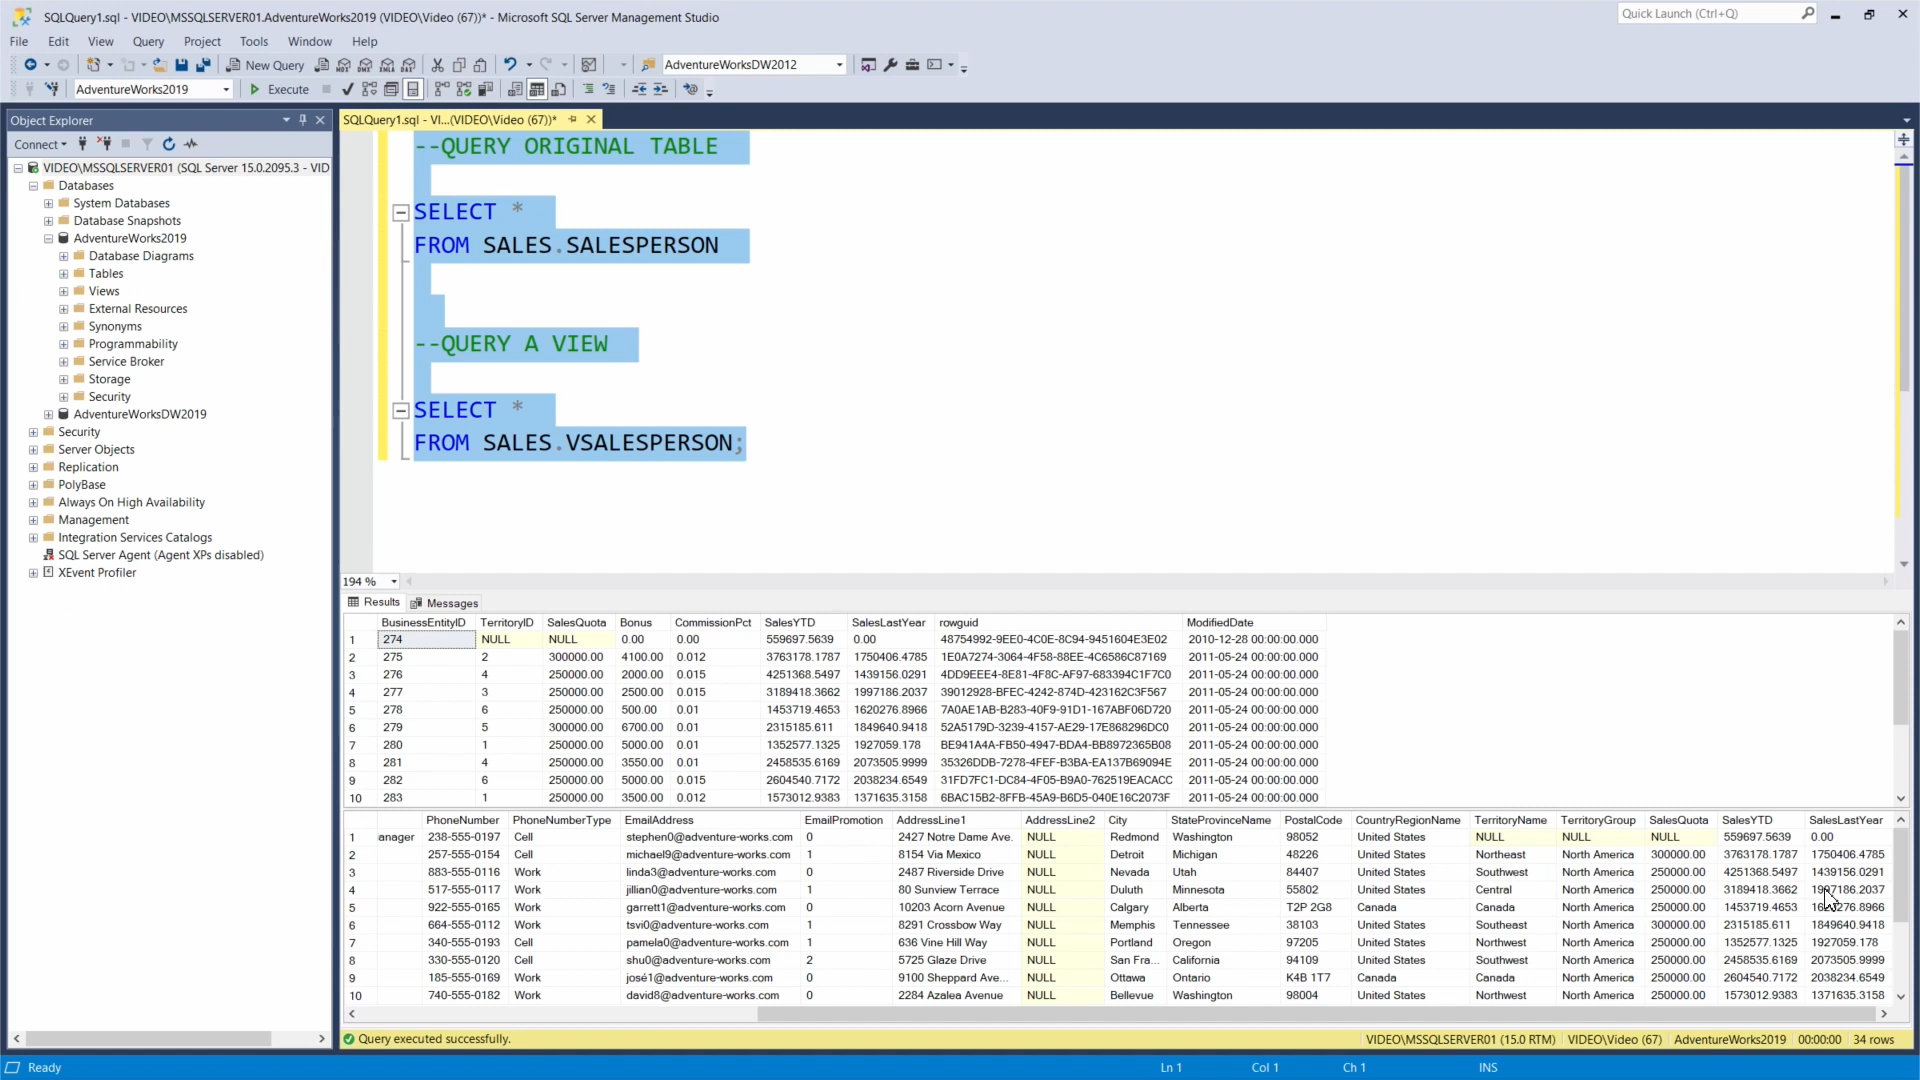 SQLQuery1.sql - VIDEO\MSSQLSERVER01.AdventureWorks2019 (VIDEO\Video (67))* - Microsoft SQL Server Management Studio
Quick Launch (Ctrl+Q)
File Edit View Query Project Tools Window Help
New Query MDX DMX XMLA DAX AdventureWorksDW2012
AdventureWorks2019 Execute
Object Explorer
SQLQuery1.sql - VI...(VIDEO\Video (67))*
Connect
VIDEO\MSSQLSERVER01 (SQL Server 15.0.2095.3 - VID
Databases
System Databases
Database Snapshots
AdventureWorks2019
Database Diagrams
Tables
Views
External Resources
Synonyms
Programmability
Service Broker
Storage
Security
AdventureWorksDW2019
Security
Server Objects
Replication
PolyBase
Always On High Availability
Management
Integration Services Catalogs
SQL Server Agent (Agent XPs disabled)
XEvent Profiler
--QUERY ORIGINAL TABLE
SELECT *
FROM SALES.SALESPERSON
--QUERY A VIEW
SELECT *
FROM SALES.VSALESPERSON;
194 %
Results Messages
BusinessEntityID TerritoryID SalesQuota Bonus CommissionPct SalesYTD SalesLastYear rowguid ModifiedDate
1 274 NULL NULL 0.00 0.00 559697.5639 0.00 48754992-9EE0-4C0E-8C94-9451604E3E02 2010-12-28 00:00:00.000
2 275 2 300000.00 4100.00 0.012 3763178.1787 1750406.4785 1E0A7274-3064-4F58-88EE-4C6586C87169 2011-05-24 00:00:00.000
3 276 4 250000.00 2000.00 0.015 4251368.5497 1439156.0291 4DD9EEE4-8E81-4F8C-AF97-683394C1F7C0 2011-05-24 00:00:00.000
4 277 3 250000.00 2500.00 0.015 3189418.3662 1997186.2037 39012928-BFEC-4242-874D-423162C3F567 2011-05-24 00:00:00.000
5 278 6 250000.00 500.00 0.01 1453719.4653 1620276.8966 7A0AE1AB-B283-40F9-91D1-167ABF06D720 2011-05-24 00:00:00.000
6 279 5 300000.00 6700.00 0.01 2315185.611 1849640.9418 52A5179D-3239-4157-AE29-17E868296DC0 2011-05-24 00:00:00.000
7 280 1 250000.00 5000.00 0.01 1352577.1325 1927059.178 BE941A4A-FB50-4947-BDA4-BB8972365B08 2011-05-24 00:00:00.000
8 281 4 250000.00 3550.00 0.01 2458535.6169 2073505.9999 35326DDB-7278-4FEF-B3BA-EA137B69094E 2011-05-24 00:00:00.000
9 282 6 250000.00 5000.00 0.015 2604540.7172 2038234.6549 31FD7FC1-DC84-4F05-B9A0-762519EACACC 2011-05-24 00:00:00.000
10 283 1 250000.00 3500.00 0.012 1573012.9383 1371635.3158 6BAC15B2-8FFB-45A9-B6D5-040E16C2073F 2011-05-24 00:00:00.000
PhoneNumber PhoneNumberType EmailAddress EmailPromotion AddressLine1 AddressLine2 City StateProvinceName PostalCode CountryRegionName TerritoryName TerritoryGroup SalesQuota SalesYTD SalesLastYear
1 anager 238-555-0197 Cell stephen0@adventure-works.com 0 2427 Notre Dame Ave. NULL Redmond Washington 98052 United States NULL NULL NULL 559697.5639 0.00
2 257-555-0154 Cell michael9@adventure-works.com 1 8154 Via Mexico NULL Detroit Michigan 48226 United States Northeast North America 300000.00 3763178.1787 1750406.4785
3 883-555-0116 Work linda3@adventure-works.com 0 2487 Riverside Drive NULL Nevada Utah 84407 United States Southwest North America 250000.00 4251368.5497 1439156.0291
4 517-555-0117 Work jillian0@adventure-works.com 1 80 Sunview Terrace NULL Duluth Minnesota 55802 United States Central North America 250000.00 3189418.3662 1997186.2037
5 922-555-0165 Work garrett1@adventure-works.com 0 10203 Acorn Avenue NULL Calgary Alberta T2P 2G8 Canada Canada North America 250000.00 1453719.4653 1620276.8966
6 664-555-0112 Work tsvi0@adventure-works.com 1 8291 Crossbow Way NULL Memphis Tennessee 38103 United States Southeast North America 300000.00 2315185.611 1849640.9418
7 340-555-0193 Cell pamela0@adventure-works.com 1 636 Vine Hill Way NULL Portland Oregon 97205 United States Northwest North America 250000.00 1352577.1325 1927059.178
8 330-555-0120 Cell shu0@adventure-works.com 2 5725 Glaze Drive NULL San Fra... California 94109 United States Southwest North America 250000.00 2458535.6169 2073505.9999
9 185-555-0169 Work josé1@adventure-works.com 0 9100 Sheppard Ave... NULL Ottawa Ontario K4B 1T7 Canada Canada North America 250000.00 2604540.7172 2038234.6549
10 740-555-0182 Work david8@adventure-works.com 0 2284 Azalea Avenue NULL Bellevue Washington 98004 United States Northwest North America 250000.00 1573012.9383 1371635.3158
Query executed successfully. VIDEO\MSSQLSERVER01 (15.0 RTM) VIDEO\Video (67) AdventureWorks2019 00:00:00 34 rows
Ready Ln 1 Col 1 Ch 1 INS